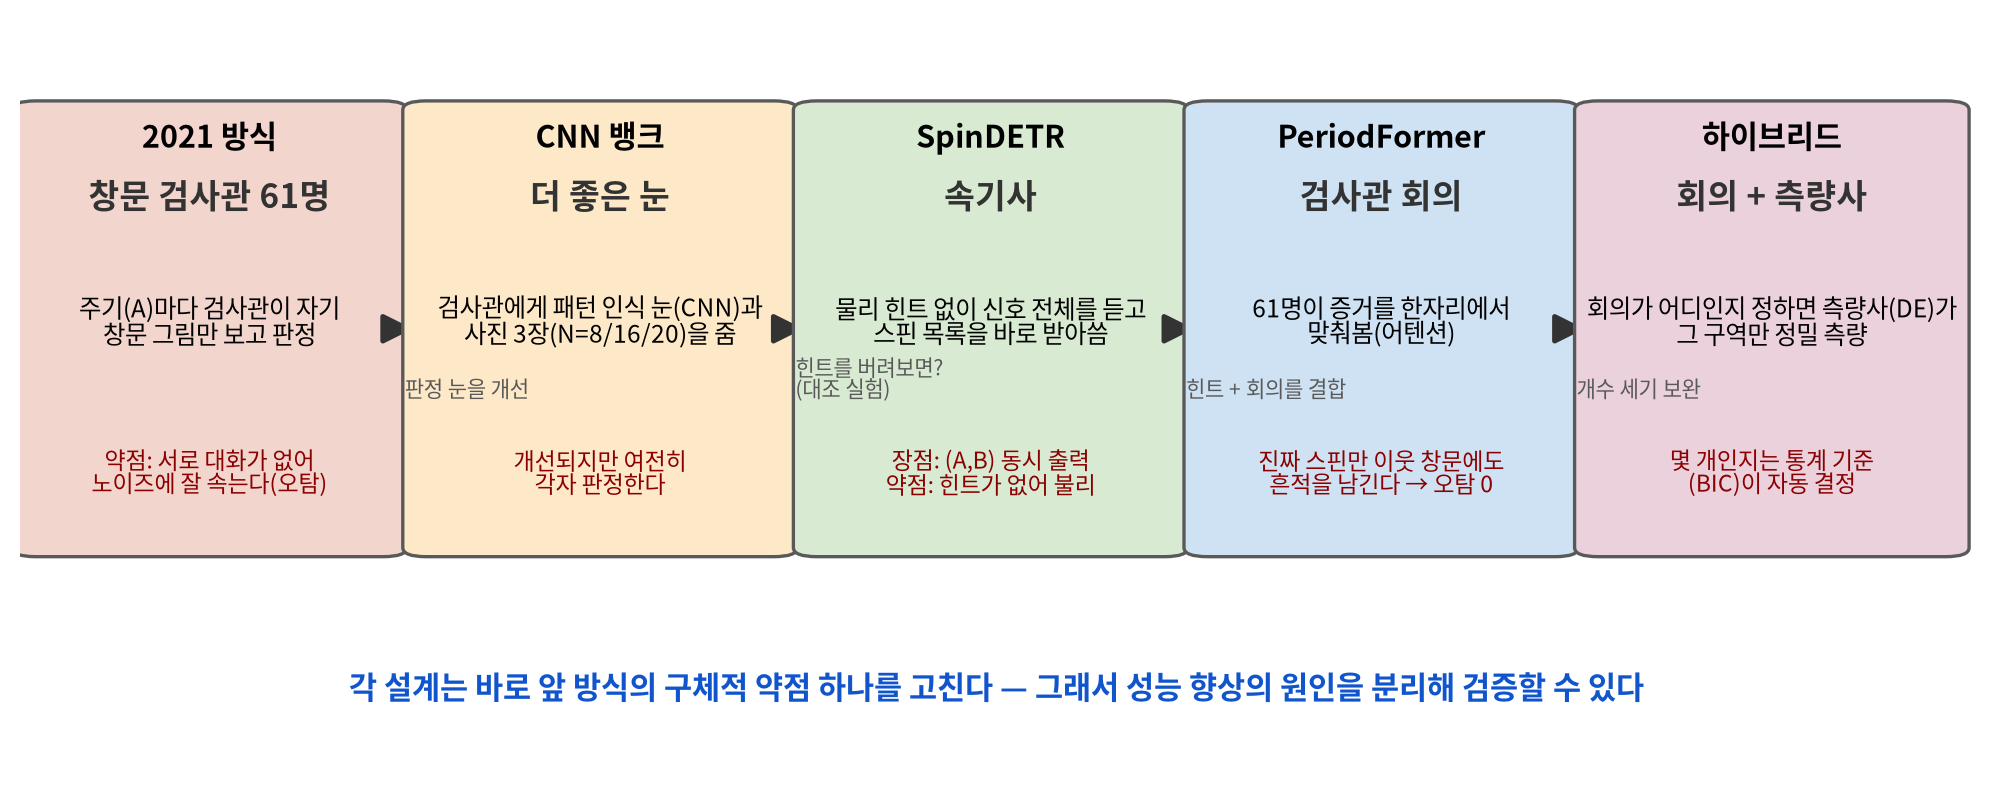 2021 방식
창문 검사관 61명
주기(A)마다 검사관이 자기
창문 그림만 보고 판정
약점: 서로 대화가 없어
노이즈에 잘 속는다(오탐)
CNN 뱅크
더 좋은 눈
검사관에게 패턴 인식 눈(CNN)과
사진 3장(N=8/16/20)을 줌
판정 눈을 개선
개선되지만 여전히
각자 판정한다
SpinDETR
속기사
물리 힌트 없이 신호 전체를 듣고
스핀 목록을 바로 받아씀
힌트를 버려보면?
(대조 실험)
장점: (A,B) 동시 출력
약점: 힌트가 없어 불리
PeriodFormer
검사관 회의
61명이 증거를 한자리에서
맞춰봄(어텐션)
힌트 + 회의를 결합
진짜 스핀만 이웃 창문에도
흔적을 남긴다 → 오탐 0
하이브리드
회의 + 측량사
회의가 어디인지 정하면 측량사(DE)가
그 구역만 정밀 측량
개수 세기 보완
몇 개인지는 통계 기준
(BIC)이 자동 결정
각 설계는 바로 앞 방식의 구체적 약점 하나를 고친다 — 그래서 성능 향상의 원인을 분리해 검증할 수 있다